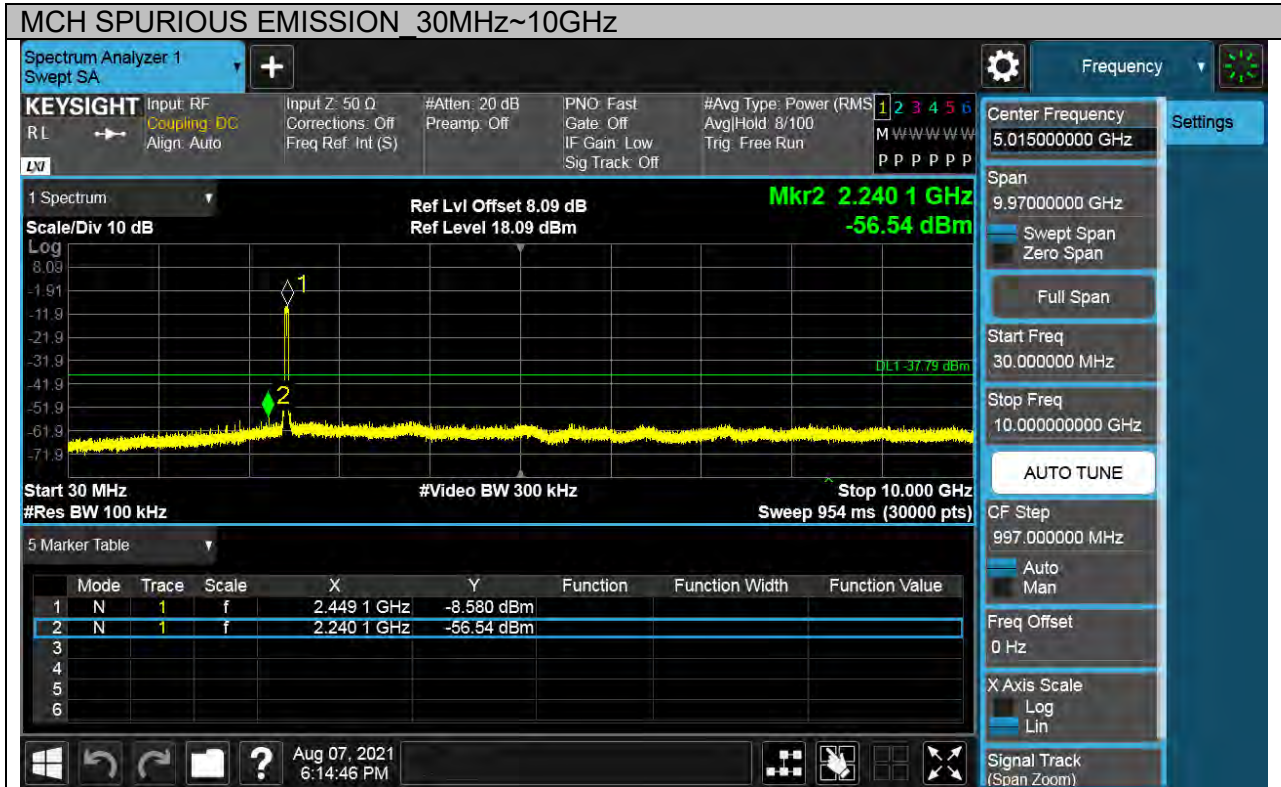 MCH SPURIOUS EMISSION_30MHz~10GHz
Spectrum Analyzer 1
Swept SA
Frequency
KEYSIGHT
RL
LXI
Input: RF
Coupling: DC
Align: Auto
Input Z: 50 Ω
Corrections: Off
Freq Ref: Int (S)
#Atten: 20 dB
Preamp: Off
PNO: Fast
Gate: Off
IF Gain: Low
Sig Track: Off
#Avg Type: Power (RMS
Avg|Hold: 8/100
Trig: Free Run
1 2 3 4 5 6
M W W W W W
P P P P P P
Center Frequency
5.015000000 GHz
Settings
Span
9.97000000 GHz
Swept Span
Zero Span
Full Span
Start Freq
30.000000 MHz
Stop Freq
10.000000000 GHz
AUTO TUNE
CF Step
997.000000 MHz
Auto
Man
Freq Offset
0 Hz
X Axis Scale
Log
Lin
Signal Track
(Span Zoom)
1 Spectrum
Scale/Div 10 dB
Ref Lvl Offset 8.09 dB
Ref Level 18.09 dBm
Mkr2 2.240 1 GHz
-56.54 dBm
Log
8.09
-1.91
-11.9
-21.9
-31.9
-41.9
-51.9
-61.9
-71.9
1
2
DL1 -37.79 dBm
Start 30 MHz
#Video BW 300 kHz
Stop 10.000 GHz
#Res BW 100 kHz
Sweep 954 ms (30000 pts)
5 Marker Table
Mode Trace Scale X Y Function Function Width Function Value
1 N 1 f 2.449 1 GHz -8.580 dBm
2 N 1 f 2.240 1 GHz -56.54 dBm
3
4
5
6
?
Aug 07, 2021
6:14:46 PM